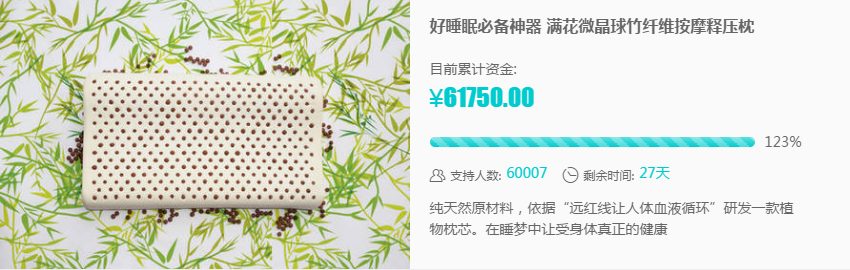 好睡眠必备神器 满花微晶球竹纤维按摩释压枕
目前累计资金:
¥61750.00
123%
支持人数: 60007 剩余时间: 27天
纯天然原材料，依据“远红线让人体血液循环”研发一款植
物枕芯。在睡梦中让受身体真正的健康